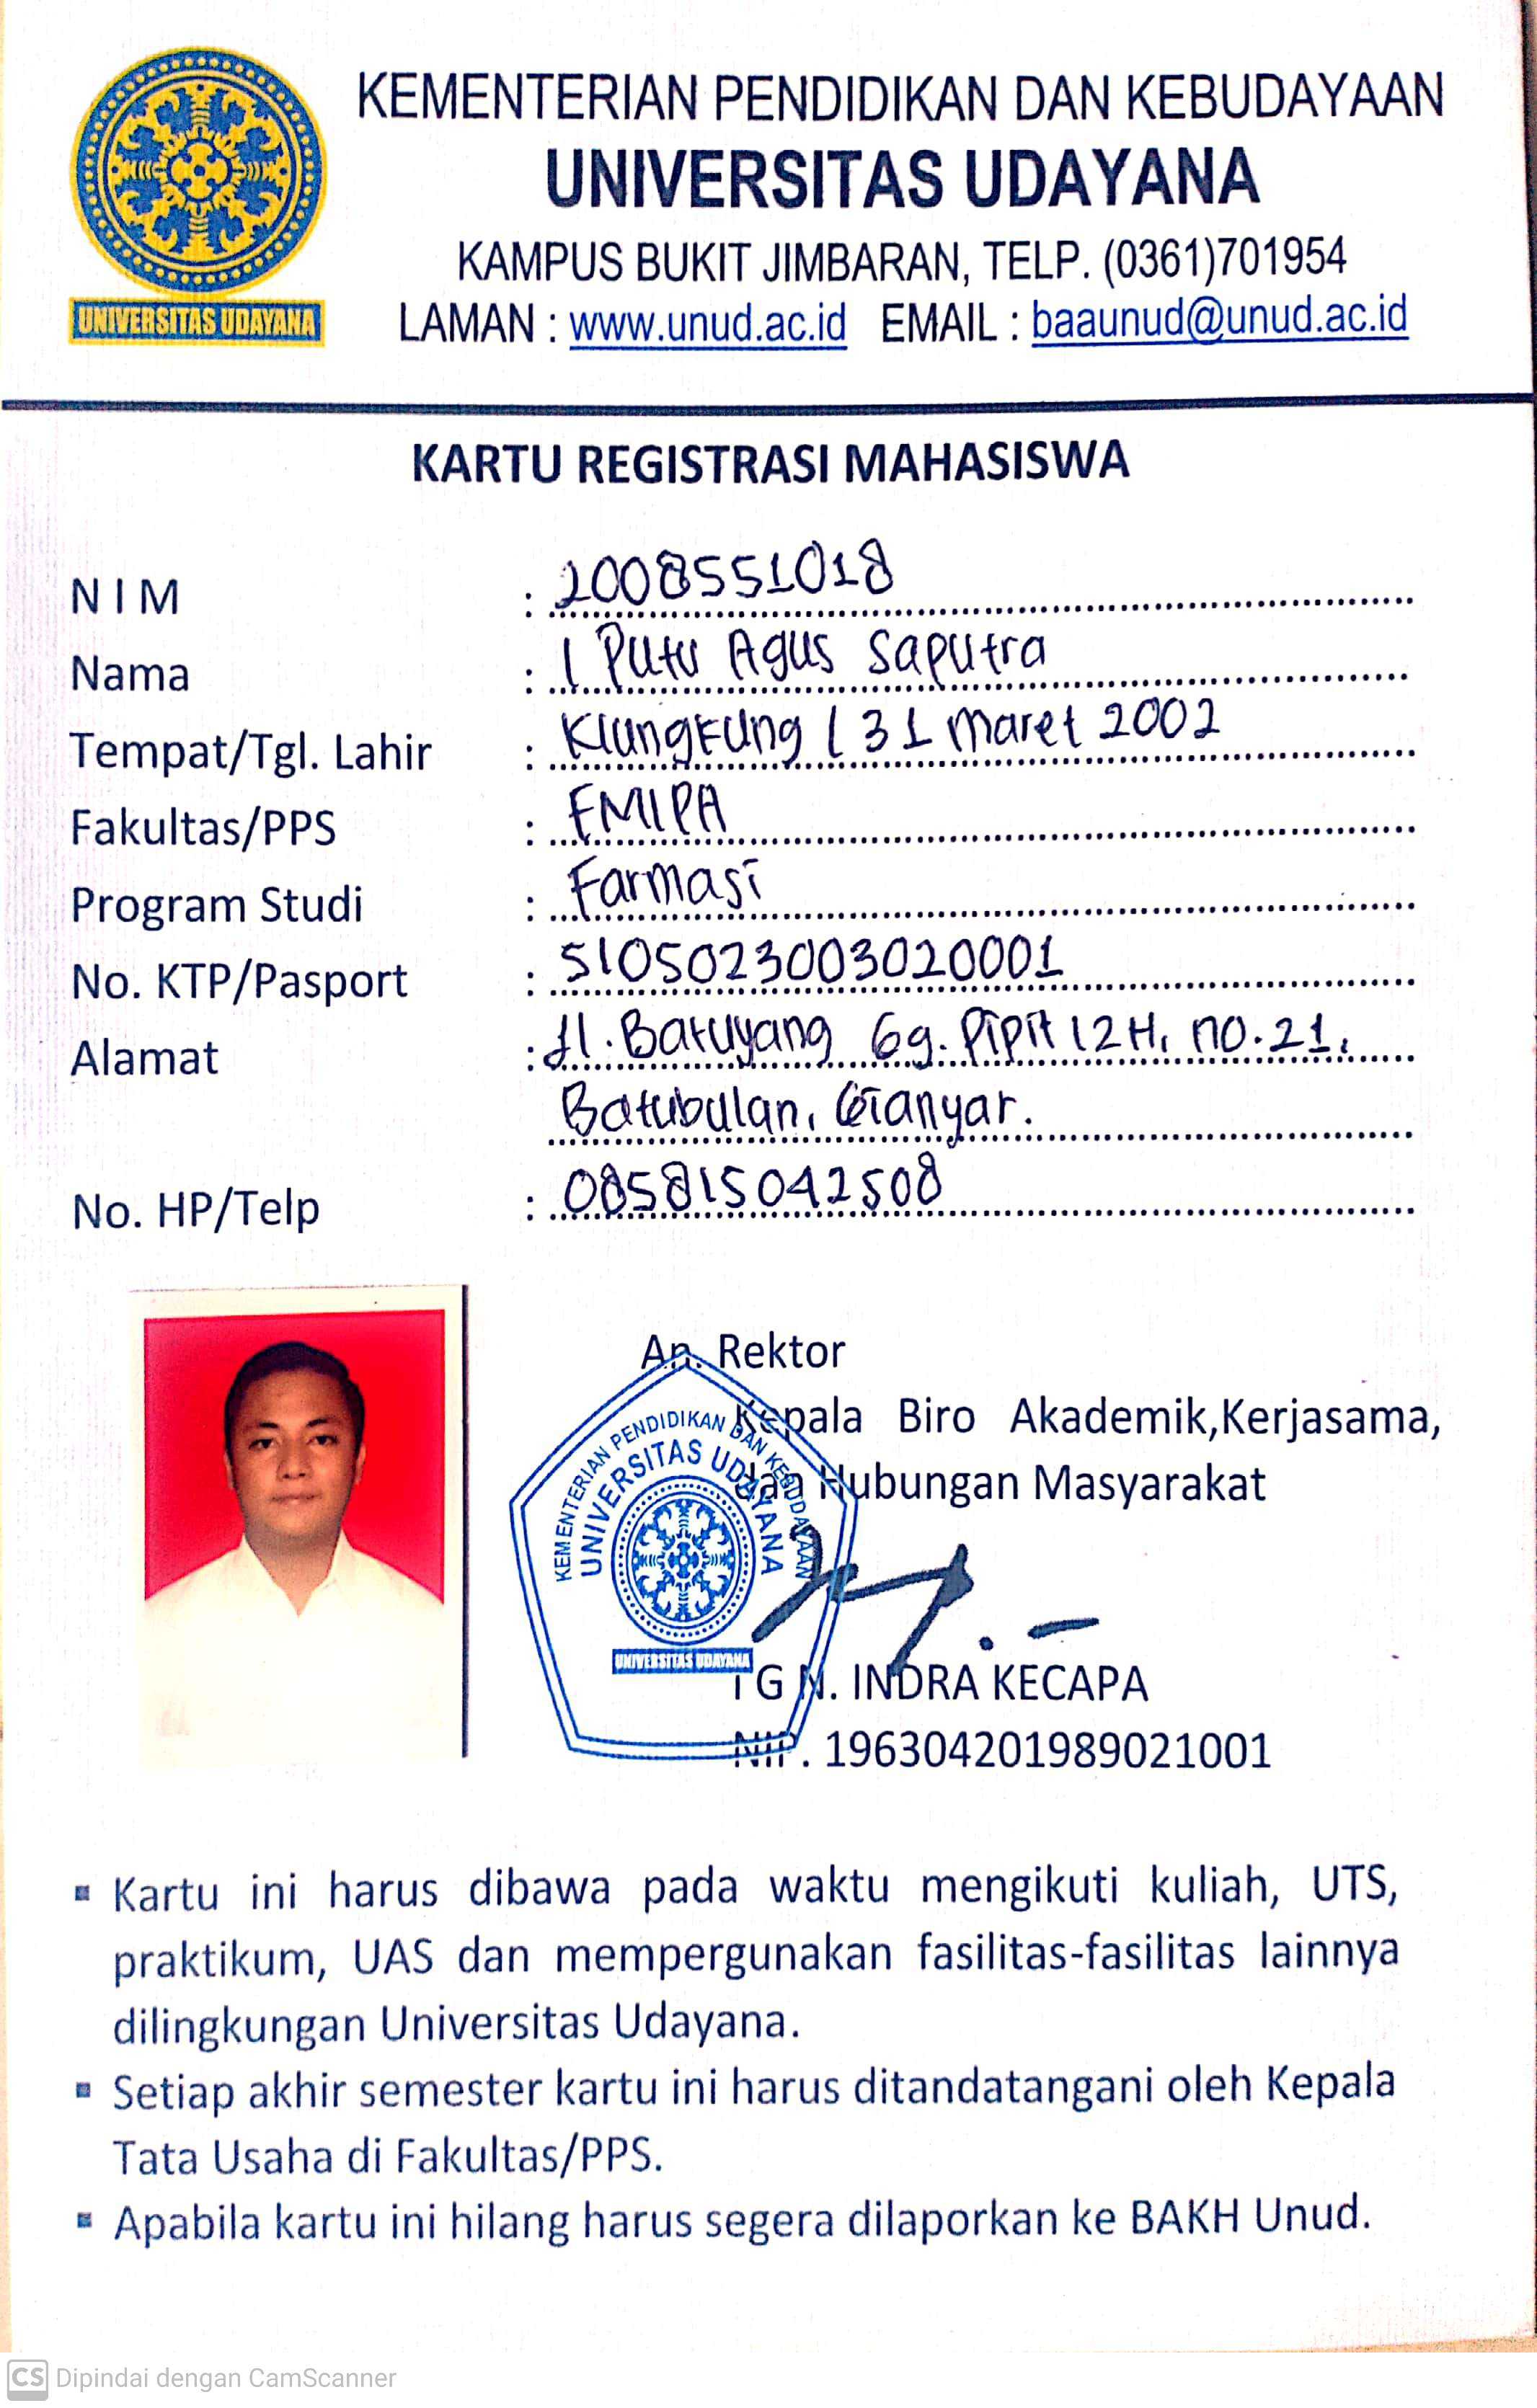 KEMENTERIAN PENDIDIKAN DAN KEBUDAYAAN
UNIVERSITAS UDAYANA
KAMPUS BUKIT JIMBARAN, TELP. (0361)701954
LAMAN : www.unud.ac.id EMAIL : baaunud@unud.ac.id
UNIVERSITAS UDAYANA
KARTU REGISTRASI MAHASISWA
NIM : 2008551018
Nama : I Putu Agus Saputra
Tempat/Tgl. Lahir : Klungkung / 31 Maret 2002
Fakultas/PPS : FMIPA
Program Studi : Farmasi
No. KTP/Pasport : 5105023003020001
Alamat : Jl. Batuyang Gg. Pipit 12H, no.21,
Batubulan, Gianyar.
No. HP/Telp : 085815042508
An. Rektor
Kepala Biro Akademik,Kerjasama,
dan Hubungan Masyarakat
KEMENTERIAN PENDIDIKAN DAN KEBUDAYAAN
UNIVERSITAS UDAYANA
UNIVERSITAS UDAYANA
I G N. INDRA KECAPA
NIP. 196304201989021001
▪ Kartu ini harus dibawa pada waktu mengikuti kuliah, UTS,
praktikum, UAS dan mempergunakan fasilitas-fasilitas lainnya
dilingkungan Universitas Udayana.
▪ Setiap akhir semester kartu ini harus ditandatangani oleh Kepala
Tata Usaha di Fakultas/PPS.
▪ Apabila kartu ini hilang harus segera dilaporkan ke BAKH Unud.
CS Dipindai dengan CamScanner